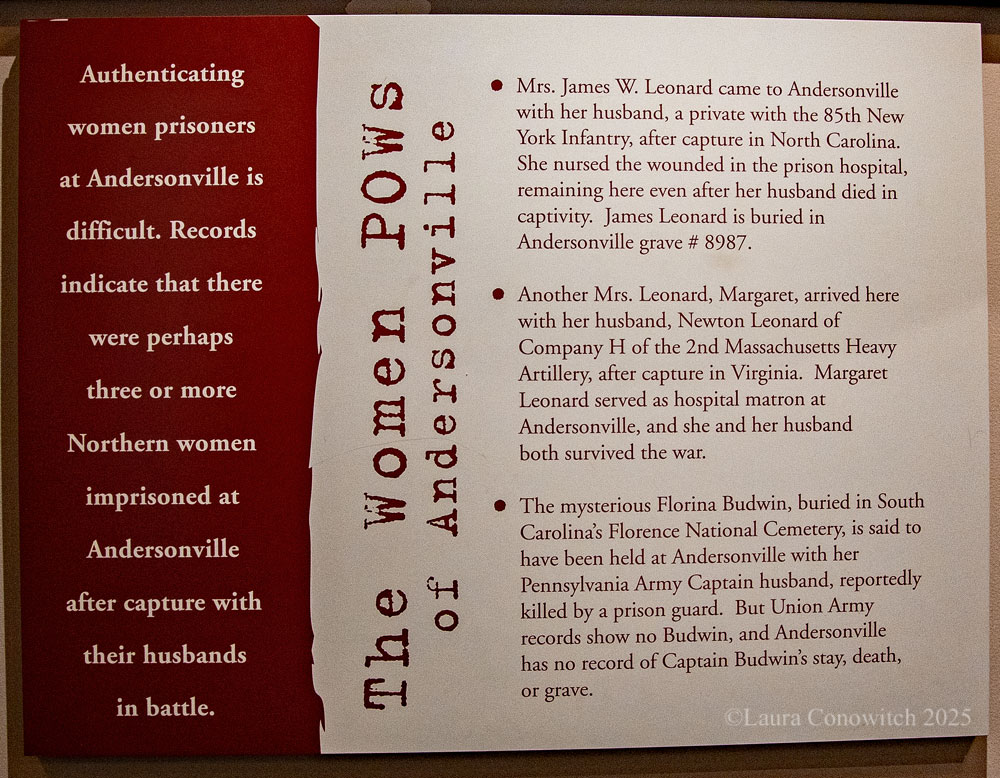 Authenticating
women prisoners
at Andersonville is
difficult. Records
indicate that there
were perhaps
three or more
Northern women
imprisoned at
Andersonville
after capture with
their husbands
in battle.
The Women POWs
of Andersonville
• Mrs. James W. Leonard came to Andersonville
with her husband, a private with the 85th New
York Infantry, after capture in North Carolina.
She nursed the wounded in the prison hospital,
remaining here even after her husband died in
captivity. James Leonard is buried in
Andersonville grave # 8987.
• Another Mrs. Leonard, Margaret, arrived here
with her husband, Newton Leonard of
Company H of the 2nd Massachusetts Heavy
Artillery, after capture in Virginia. Margaret
Leonard served as hospital matron at
Andersonville, and she and her husband
both survived the war.
• The mysterious Florina Budwin, buried in South
Carolina's Florence National Cemetery, is said to
have been held at Andersonville with her
Pennsylvania Army Captain husband, reportedly
killed by a prison guard. But Union Army
records show no Budwin, and Andersonville
has no record of Captain Budwin's stay, death,
or grave.
©Laura Conowitch 2025